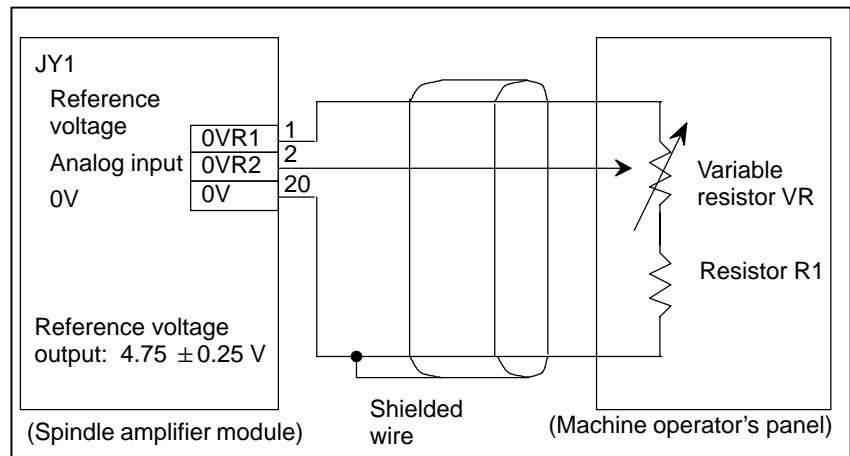 JY1
Reference
voltage
Analog input
0V
0VR1
0VR2
0V
1
2
20
Reference voltage
output: 4.75 ±0.25 V
(Spindle amplifier module)
Shielded
wire
Variable
resistor VR
Resistor R1
(Machine operator's panel)